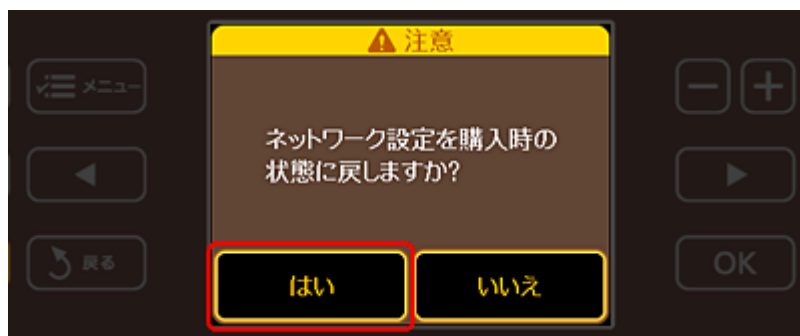 注意
メニュー
ネットワーク設定を購入時の
状態に戻しますか?
戻る
はい
いいえ
OK